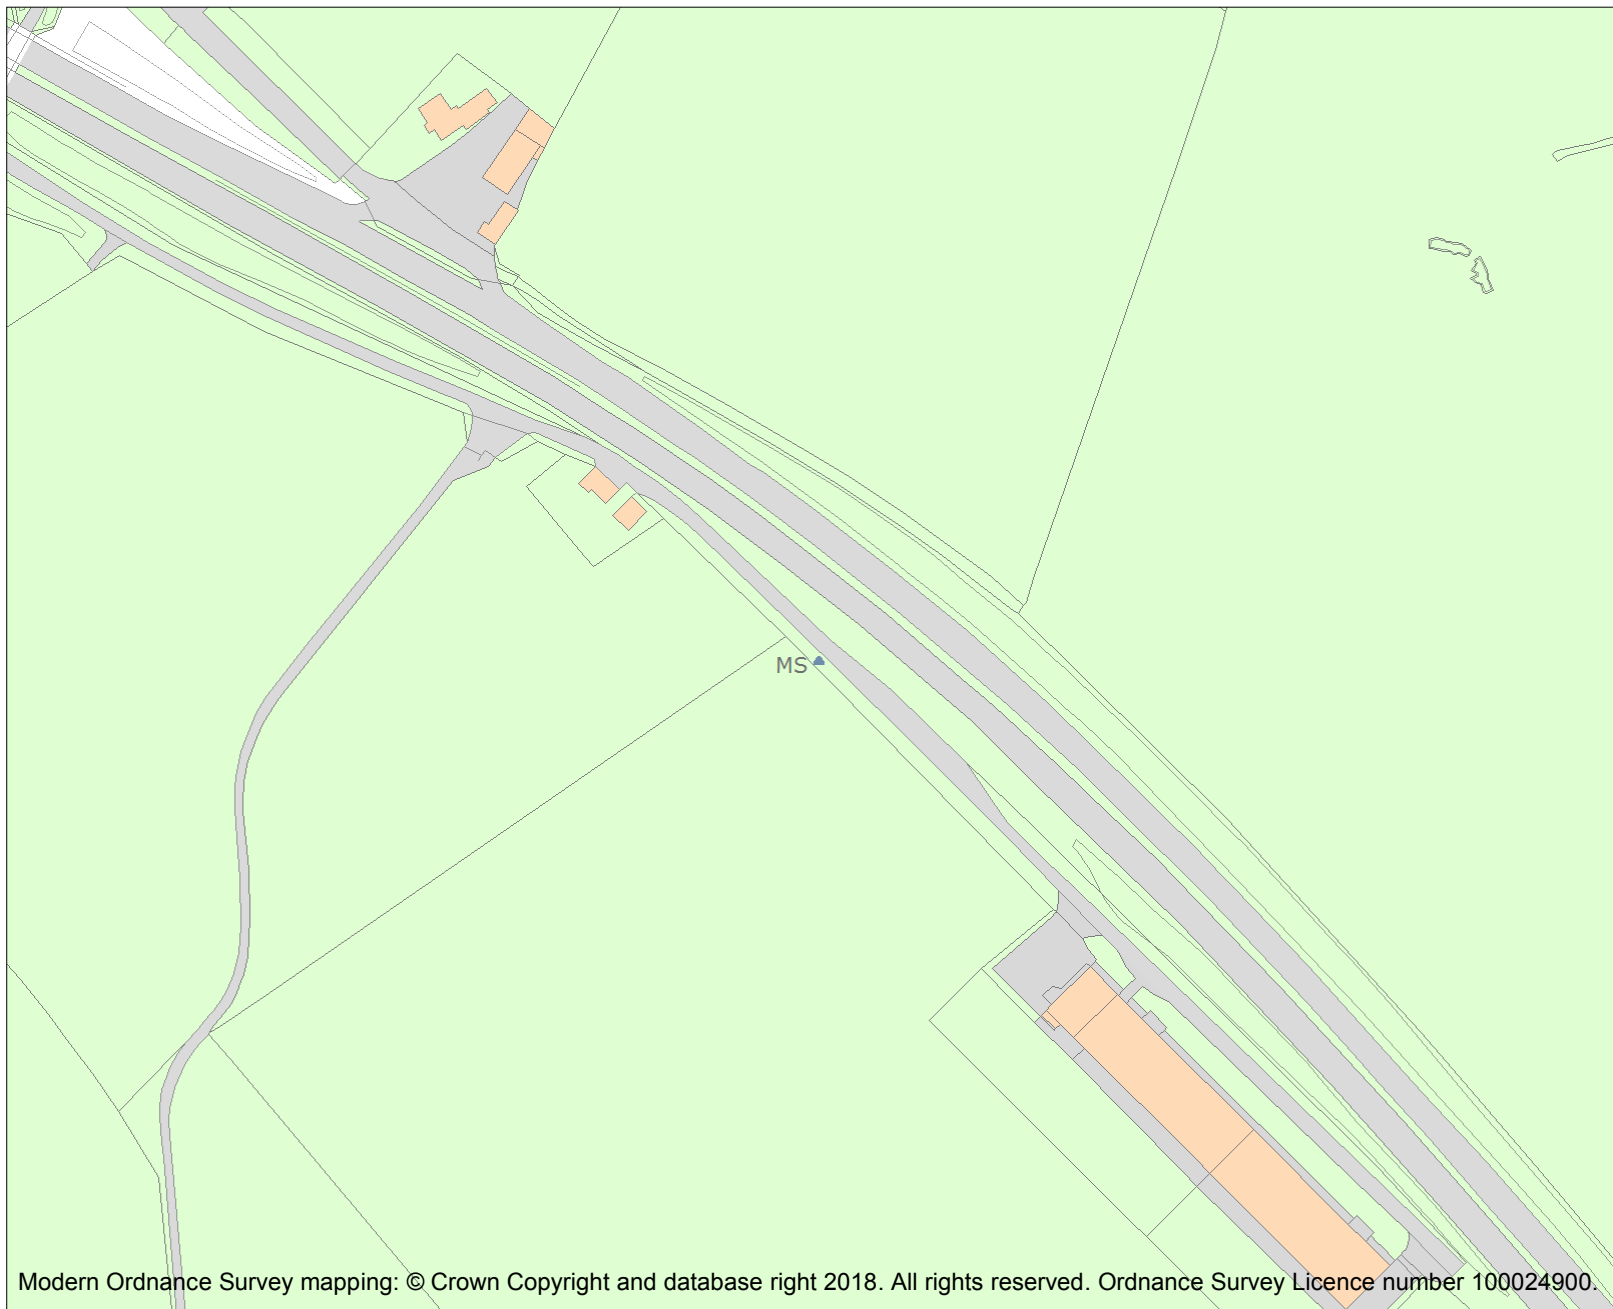 MS
Modern Ordnance Survey mapping: © Crown Copyright and database right 2018. All rights reserved. Ordnance Survey Licence number 100024900.